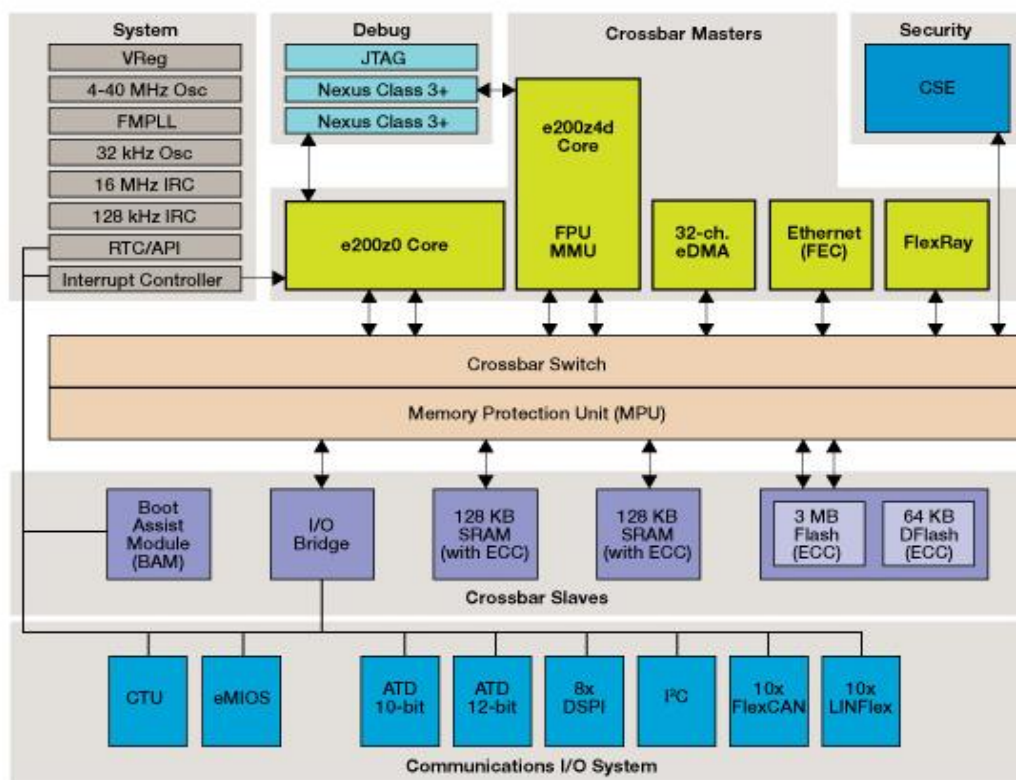 System
VReg
4-40 MHz Osc
FMPLL
32 kHz Osc
16 MHz IRC
128 kHz IRC
RTC/API
Interrupt Controller
Debug
JTAG
Nexus Class 3+
Nexus Class 3+
Crossbar Masters
e200z4d
Core
FPU
MMU
e200z0 Core
32-ch.
eDMA
Ethernet
(FEC)
FlexRay
Security
CSE
Crossbar Switch
Memory Protection Unit (MPU)
Boot
Assist
Module
(BAM)
I/O
Bridge
128 KB
SRAM
(with ECC)
128 KB
SRAM
(with ECC)
3 MB
Flash
(ECC)
64 KB
DFlash
(ECC)
Crossbar Slaves
CTU
eMIOS
ATD
10-bit
ATD
12-bit
8x
DSPI
I²C
10x
FlexCAN
10x
LINFlex
Communications I/O System